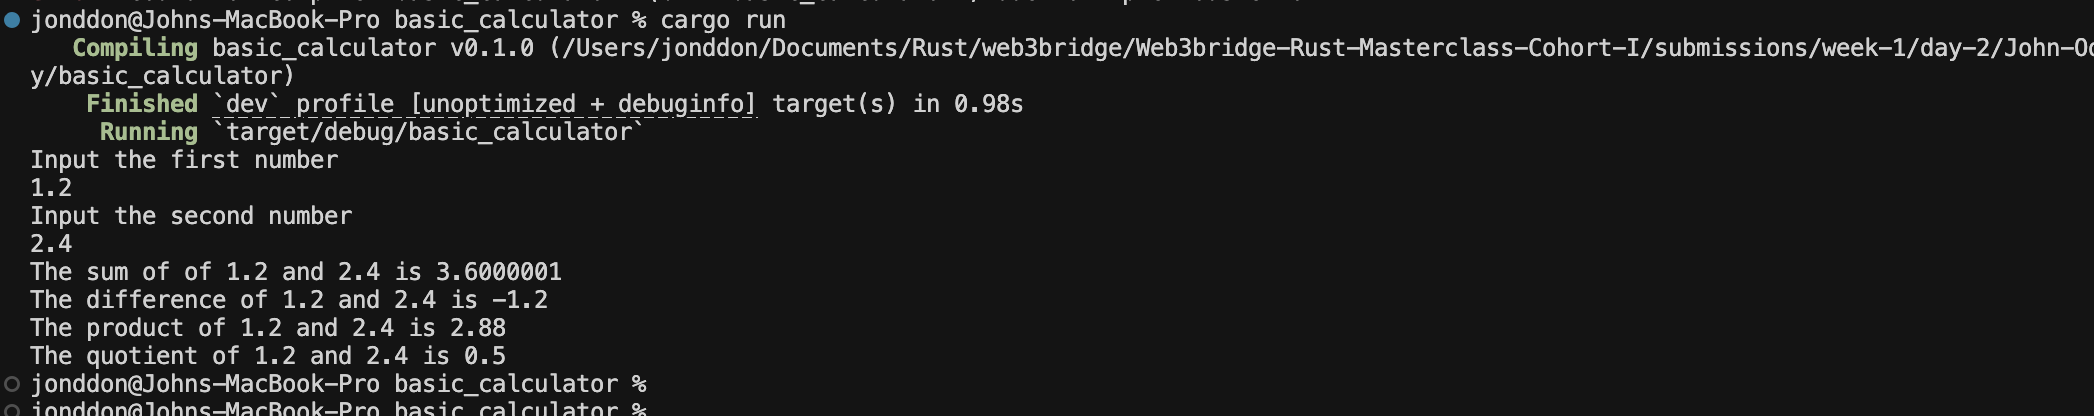 jonddon@Johns-MacBook-Pro basic_calculator % cargo run
Compiling basic_calculator v0.1.0 (/Users/jonddon/Documents/Rust/web3bridge/Web3bridge-Rust-Masterclass-Cohort-I/submissions/week-1/day-2/John-Od
y/basic_calculator)
Finished `dev` profile [unoptimized + debuginfo] target(s) in 0.98s
Running `target/debug/basic_calculator`
Input the first number
1.2
Input the second number
2.4
The sum of of 1.2 and 2.4 is 3.6000001
The difference of 1.2 and 2.4 is -1.2
The product of 1.2 and 2.4 is 2.88
The quotient of 1.2 and 2.4 is 0.5
jonddon@Johns-MacBook-Pro basic_calculator %
jonddon@Johns-MacBook-Pro basic_calculator %